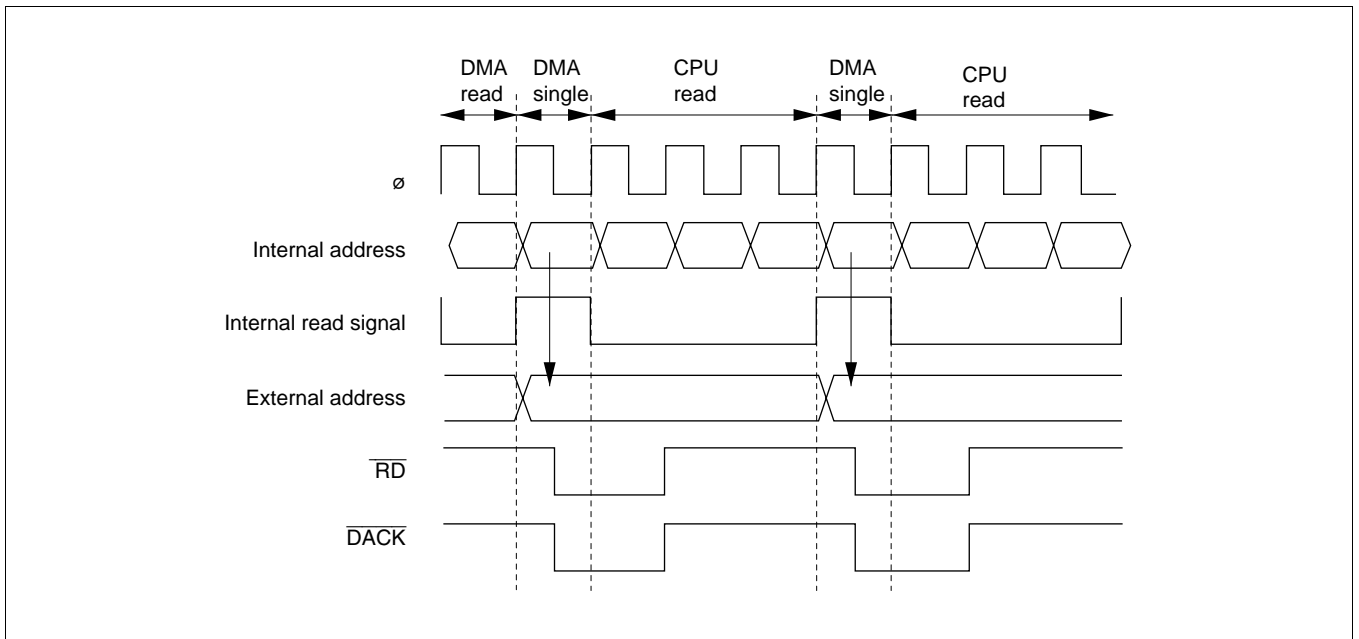 DMA read
DMA single
CPU read
DMA single
CPU read
ø
Internal address
Internal read signal
External address
RD
DACK